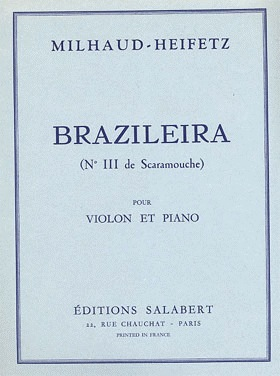 MILHAUD-HEIFETZ
BRAZILEIRA
(N° III de Scaramouche)
POUR
VIOLON ET PIANO
ÉDITIONS SALABERT
22, RUE CHAUCHAT - PARIS
PRINTED IN FRANCE